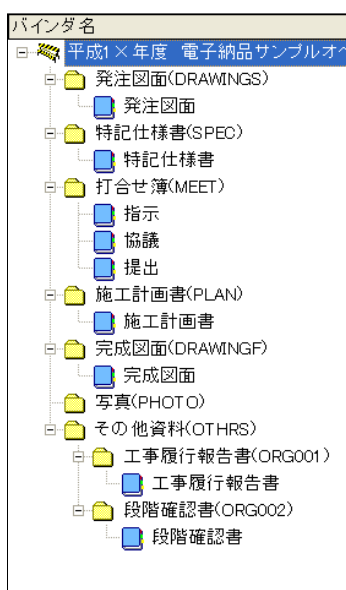 バインダ名
平成1×年度 電子納品サンプルオペ
発注図面(DRAWINGS)
発注図面
特記仕様書(SPEC)
特記仕様書
打合せ簿(MEET)
指示
協議
提出
施工計画書(PLAN)
施工計画書
完成図面(DRAWINGF)
完成図面
写真(PHOTO)
その他資料(OTHRS)
工事履行報告書(ORG001)
工事履行報告書
段階確認書(ORG002)
段階確認書